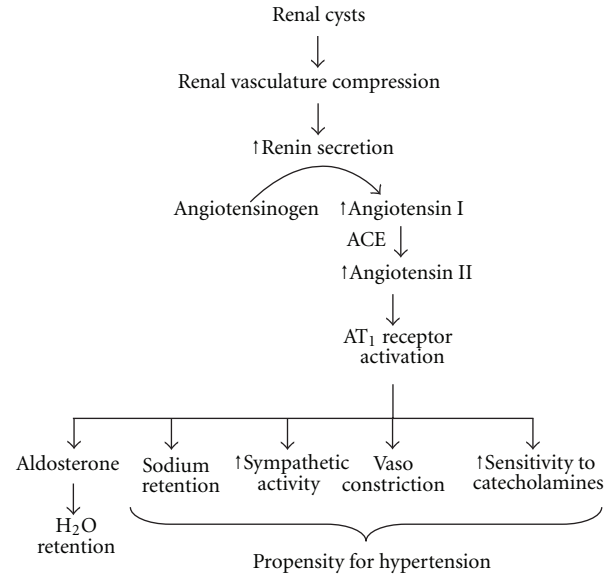 Renal cysts
Renal vasculature compression
↑Renin secretion
Angiotensinogen ↑Angiotensin I
ACE
↑Angiotensin II
AT₁ receptor
activation
Aldosterone
H₂O
retention
Sodium
retention
↑Sympathetic
activity
Vaso
constriction
↑Sensitivity to
catecholamines
Propensity for hypertension